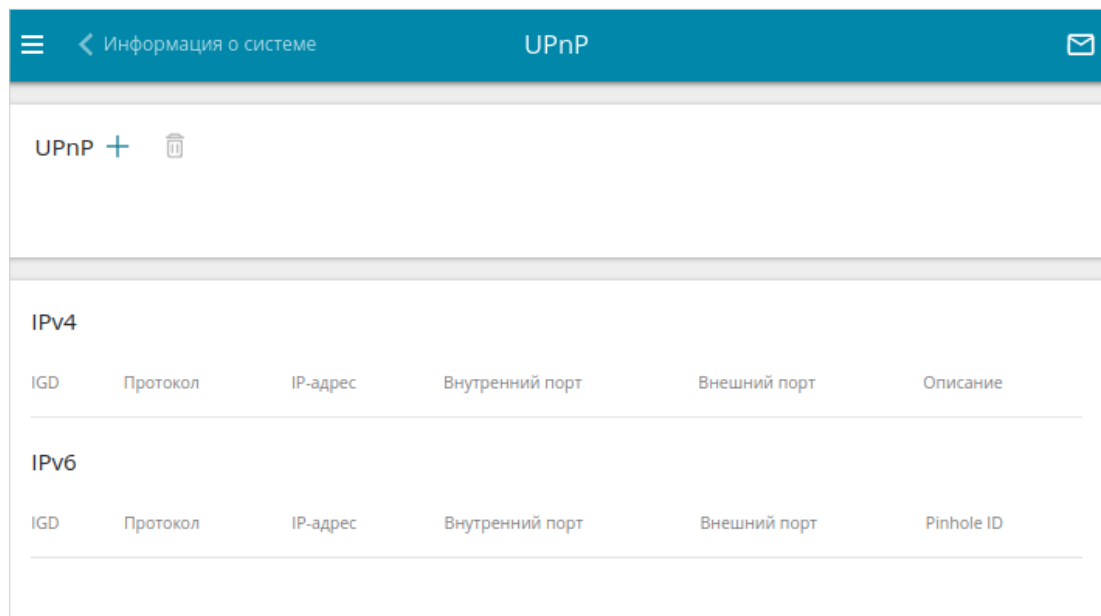 Информация о системе UPnP
UPnP
IPv4
IGD Протокол IP-адрес Внутренний порт Внешний порт Описание
IPv6
IGD Протокол IP-адрес Внутренний порт Внешний порт Pinhole ID